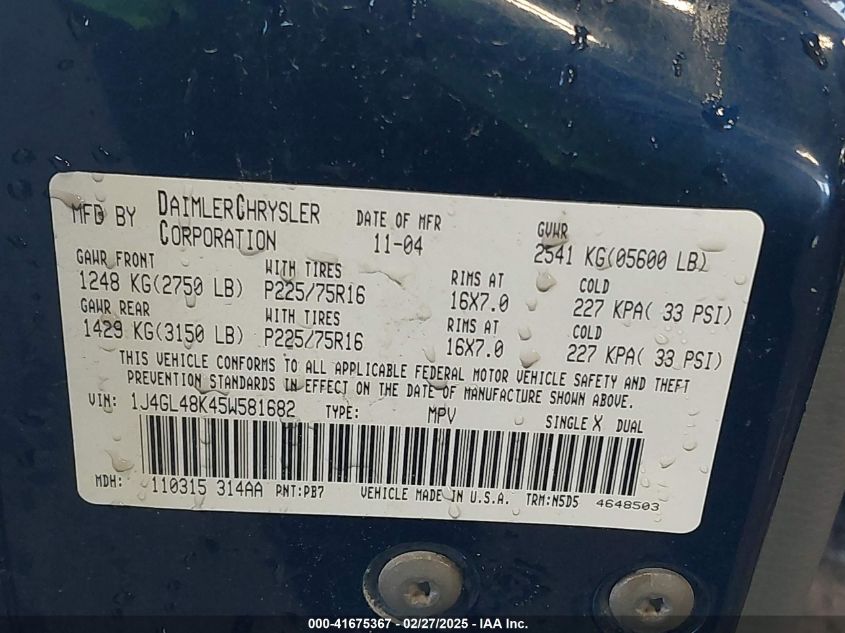 MFD BY DAIMLERCHRYSLER CORPORATION DATE OF MFR 11-04 GVWR 2541 KG(05600 LB)
GAWR FRONT WITH TIRES RIMS AT COLD
1248 KG(2750 LB) P225/75R16 16X7.0 227 KPA( 33 PSI)
GAWR REAR WITH TIRES RIMS AT COLD
1429 KG(3150 LB) P225/75R16 16X7.0 227 KPA( 33 PSI)
THIS VEHICLE CONFORMS TO ALL APPLICABLE FEDERAL MOTOR VEHICLE SAFETY AND THEFT
PREVENTION STANDARDS IN EFFECT ON THE DATE OF MANUFACTURE SHOWN ABOVE.
VIN: 1J4GL48K45W581682 TYPE: MPV SINGLE X DUAL
MDH: 110315 314AA PNT:PB7 VEHICLE MADE IN U.S.A. TRM:N5D5 4648503
000-41675367 - 02/27/2025 - IAA Inc.